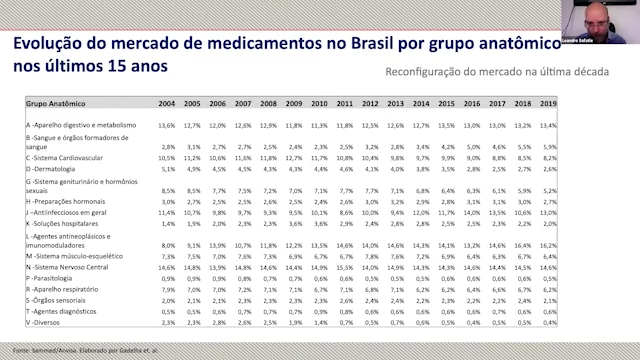 Leandro Safatle
Evolução do mercado de medicamentos no Brasil por grupo anatômico
nos últimos 15 anos
Reconfiguração do mercado na última década
Grupo Anatômico 2004 2005 2006 2007 2008 2009 2010 2011 2012 2013 2014 2015 2016 2017 2018 2019
A -Aparelho digestivo e metabolismo 13,6% 12,7% 12,0% 12,6% 12,9% 11,8% 11,3% 11,8% 12,5% 12,6% 12,7% 13,5% 13,0% 13,0% 13,2% 13,4%
B -Sangue e órgãos formadores de
sangue 2,8% 3,1% 2,7% 2,7% 2,5% 2,4% 2,3% 2,5% 3,2% 2,8% 3,4% 4,2% 5,0% 4,6% 5,5% 5,9%
C -Sistema Cardiovascular 10,5% 11,2% 10,6% 11,6% 11,8% 12,7% 11,7% 10,8% 10,4% 9,8% 9,7% 9,9% 9,0% 8,8% 8,5% 8,2%
D -Dermatologia 5,1% 4,9% 4,5% 4,5% 4,3% 4,3% 4,4% 4,6% 4,1% 4,0% 3,8% 3,5% 2,8% 2,5% 2,7% 2,6%
G -Sistema geniturinário e hormônios
sexuais 8,5% 8,5% 7,7% 7,5% 7,2% 7,0% 7,1% 7,7% 7,7% 7,1% 6,8% 6,4% 6,3% 6,1% 5,9% 5,2%
H -Preparações hormonais 3,0% 2,7% 2,5% 2,5% 2,6% 2,4% 2,4% 2,6% 3,0% 3,2% 2,9% 2,8% 3,1% 3,1% 3,0% 2,7%
J -Antiinfecciosos em geral 11,4% 10,7% 9,8% 9,7% 9,3% 9,5% 10,1% 8,6% 10,0% 9,4% 12,0% 11,7% 14,0% 13,5% 10,6% 13,0%
K -Soluções hospitalares 1,4% 1,9% 2,0% 2,3% 2,3% 3,6% 2,9% 2,1% 2,2% 2,1% 2,5% 2,5% 2,3% 2,3% 2,2% 2,0%
L -Agentes antineoplásicos e
imunomoduladores 8,0% 9,1% 13,9% 10,7% 11,8% 12,2% 13,5% 14,6% 14,0% 14,6% 14,3% 14,1% 13,2% 14,6% 16,4% 16,2%
M -Sistema músculo-esquelético 7,3% 7,5% 7,0% 7,6% 7,3% 6,9% 6,7% 6,7% 7,8% 7,6% 7,2% 6,9% 6,4% 6,3% 6,7% 6,4%
N -Sistema Nervoso Central 14,6% 14,8% 13,9% 14,8% 14,6% 14,4% 14,9% 15,5% 14,0% 14,6% 14,3% 14,6% 14,7% 14,4% 14,5% 14,6%
P -Parasitologia 0,9% 0,9% 0,9% 0,8% 0,7% 0,7% 0,6% 0,6% 0,5% 0,5% 0,5% 0,6% 0,6% 0,5% 0,5% 0,5%
R -Aparelho respiratório 7,9% 7,0% 7,0% 7,2% 7,1% 6,7% 6,7% 7,1% 6,8% 6,7% 6,2% 6,2% 6,4% 6,6% 6,7% 6,2%
S -Órgãos sensoriais 2,0% 2,1% 2,1% 2,3% 2,3% 2,3% 2,3% 2,6% 2,4% 2,4% 2,2% 2,2% 2,2% 2,2% 2,4% 2,1%
T -Agentes diagnósticos 0,5% 0,5% 0,6% 0,7% 0,7% 0,7% 0,9% 0,8% 0,6% 0,6% 0,6% 0,6% 0,6% 0,7% 0,6% 0,6%
V -Diversos 2,3% 2,3% 2,8% 2,6% 2,5% 1,9% 1,4% 0,7% 0,5% 0,7% 0,6% 0,5% 0,4% 0,5% 0,5% 0,4%
Fonte: Sammed/Anvisa. Elaborado por Gadelha et. al.